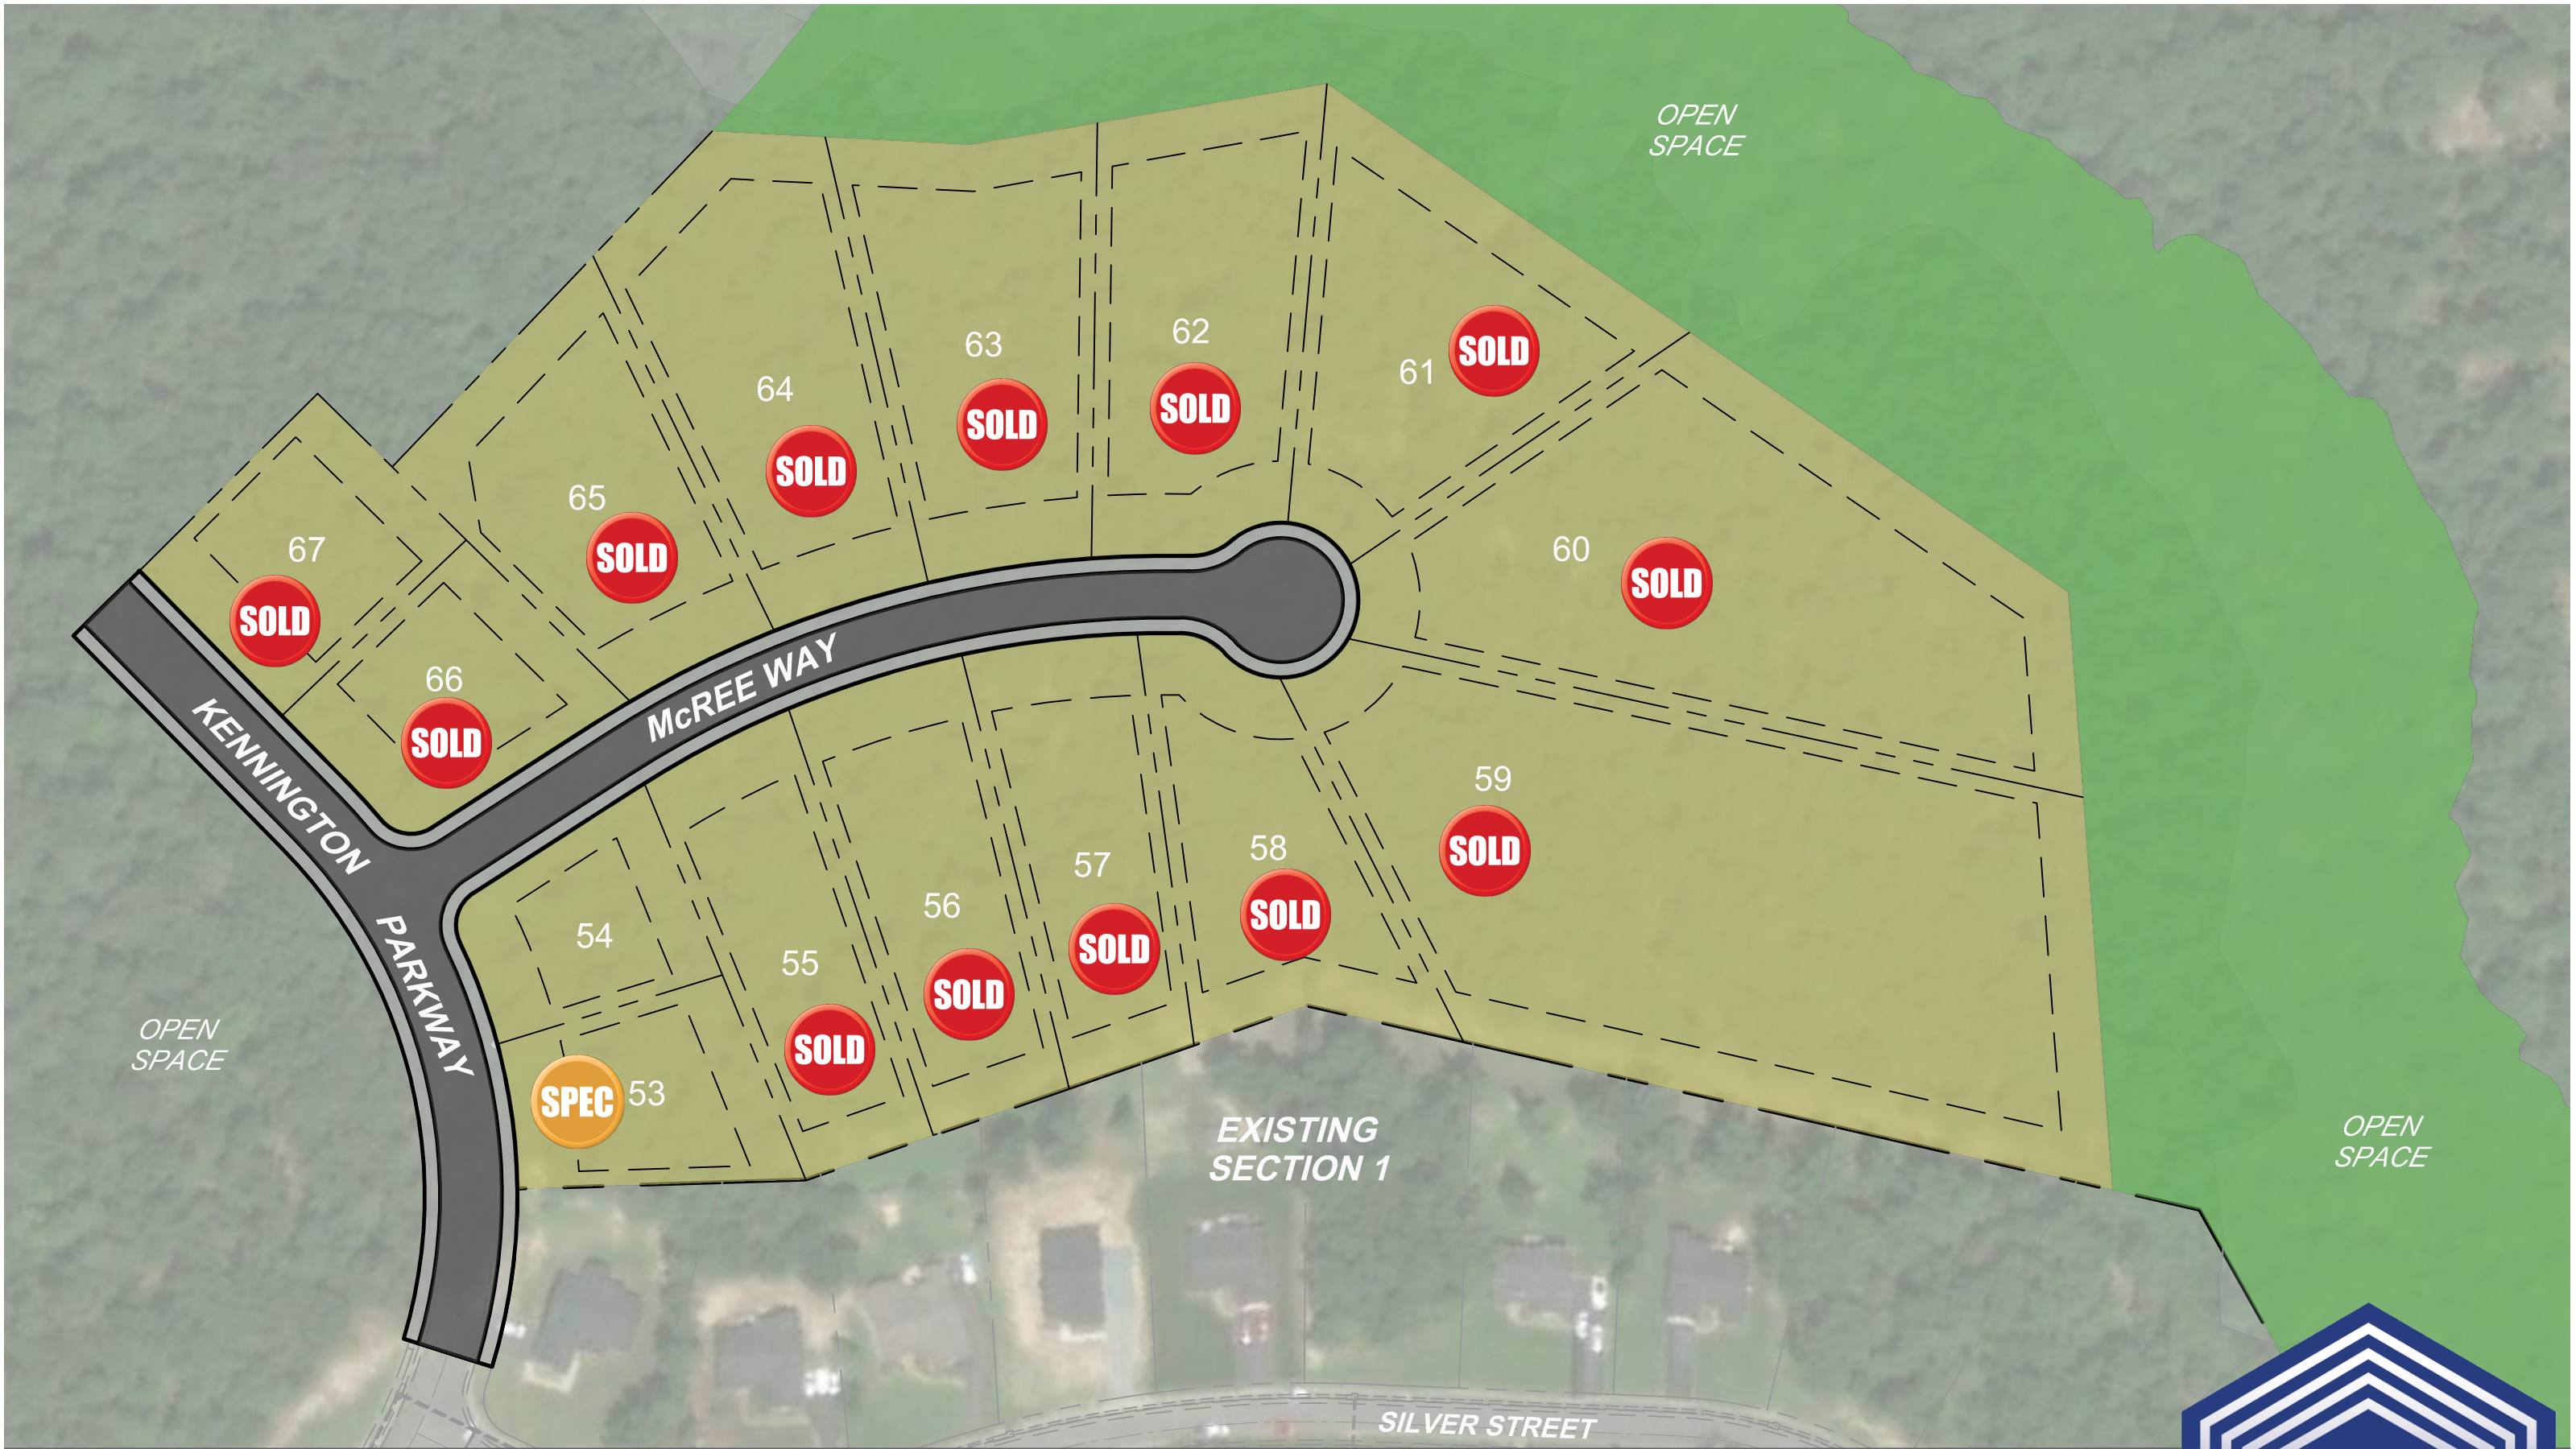 OPEN
SPACE
62
63
61
SOLD
64
SOLD
SOLD
SOLD
65
SOLD
67
60
SOLD
SOLD
66
SOLD
McREE WAY
KENNINGTON
PARKWAY
59
SOLD
58
57
SOLD
56
SOLD
54
55
SOLD
SOLD
OPEN
SPACE
SPEC
53
EXISTING
SECTION 1
OPEN
SPACE
SILVER STREET